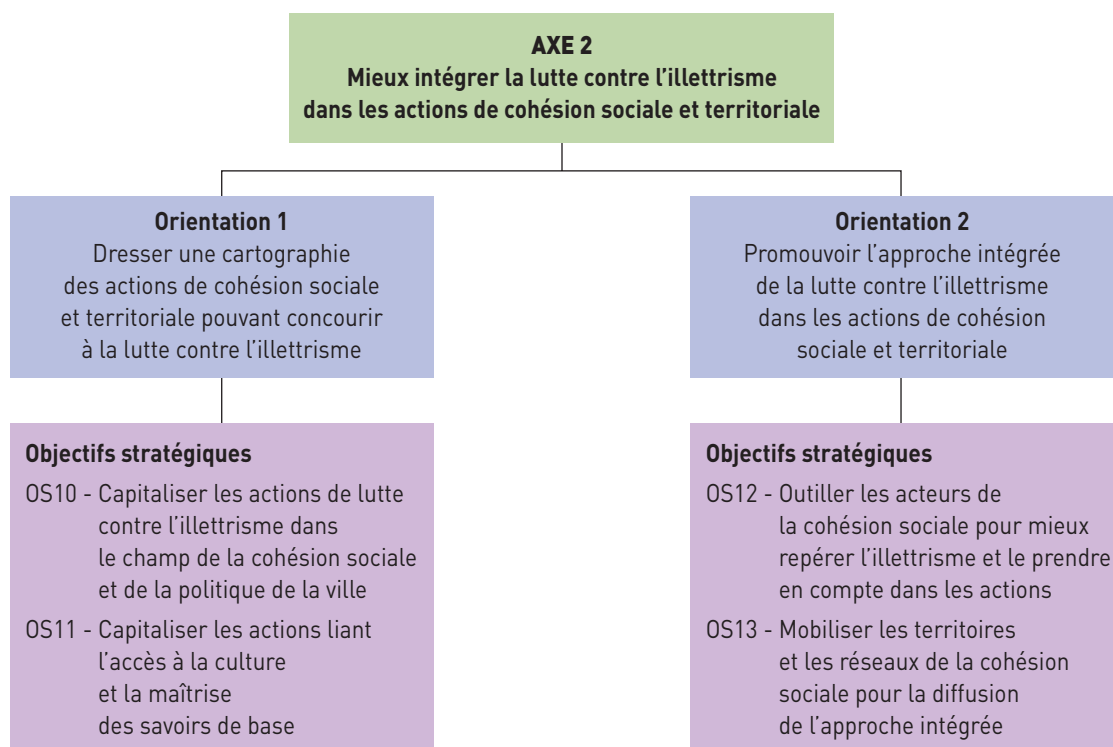 AXE 2
Mieux intégrer la lutte contre l’illettrisme
dans les actions de cohésion sociale et territoriale
Orientation 1
Dresser une cartographie
des actions de cohésion sociale
et territoriale pouvant concourir
à la lutte contre l’illettrisme
Orientation 2
Promouvoir l’approche intégrée
de la lutte contre l’illettrisme
dans les actions de cohésion
sociale et territoriale
Objectifs stratégiques
OS10 - Capitaliser les actions de lutte
contre l’illettrisme dans
le champ de la cohésion sociale
et de la politique de la ville
OS11 - Capitaliser les actions liant
l’accès à la culture
et la maîtrise
des savoirs de base
Objectifs stratégiques
OS12 - Outiller les acteurs de
la cohésion sociale pour mieux
repérer l’illettrisme et le prendre
en compte dans les actions
OS13 - Mobiliser les territoires
et les réseaux de la cohésion
sociale pour la diffusion
de l’approche intégrée